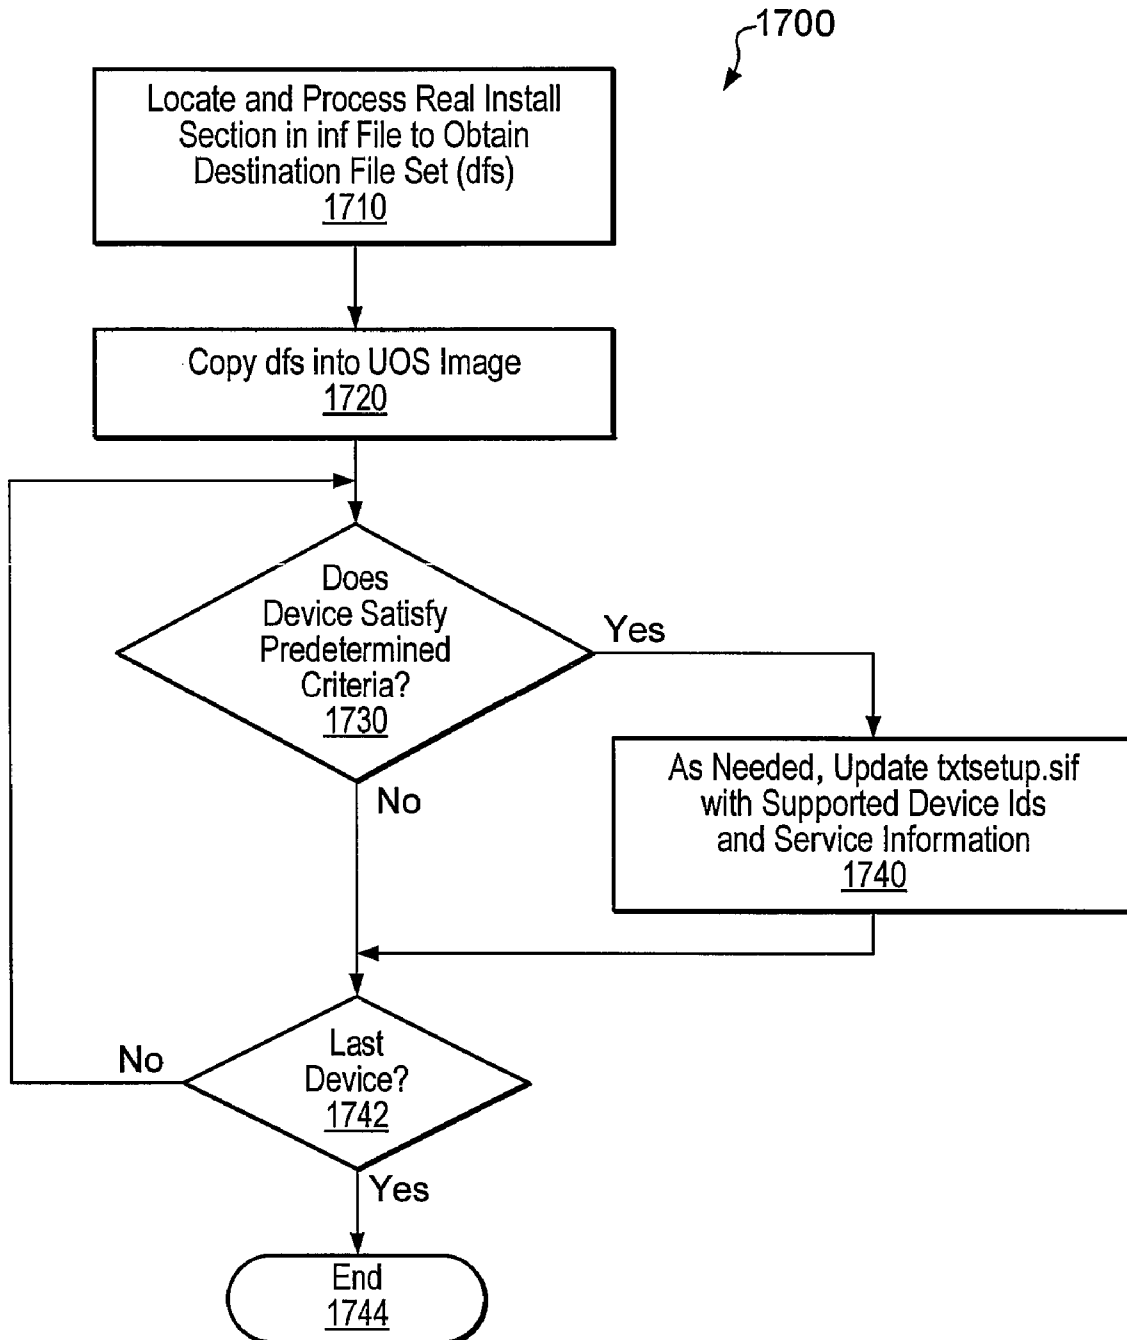 1700
Locate and Process Real Install
Section in inf File to Obtain
Destination File Set (dfs)
1710
Copy dfs into UOS Image
1720
Does
Device Satisfy
Predetermined
Criteria?
1730
Yes
No
As Needed, Update txtsetup.sif
with Supported Device Ids
and Service Information
1740
Last
Device?
1742
No
Yes
End
1744